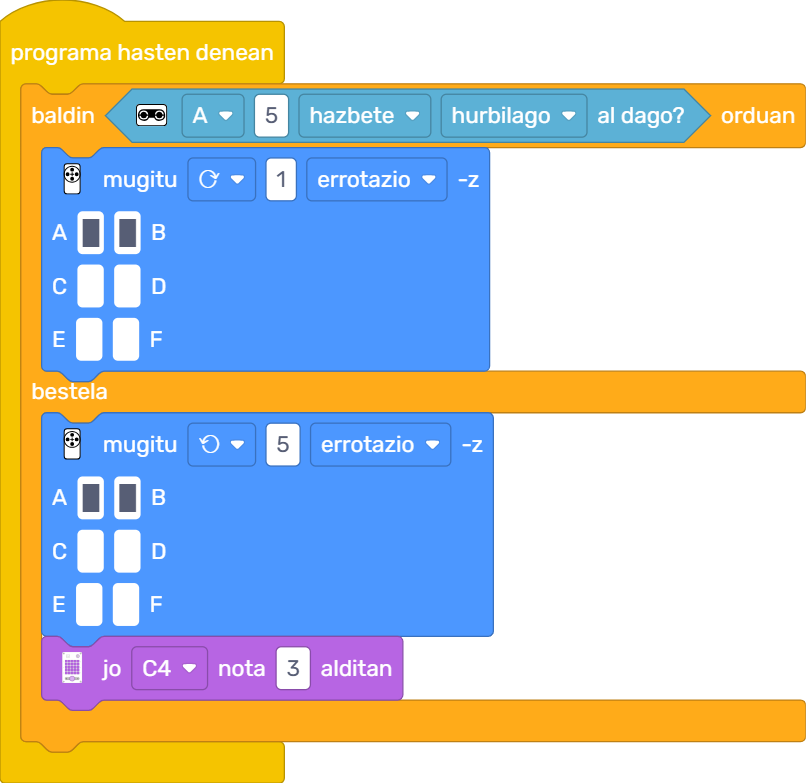 programa hasten denean
baldin A 5 hazbete hurbilago al dago? orduan
mugitu 1 errotazio -z
A B
C D
E F
bestela
mugitu 5 errotazio -z
A B
C D
E F
jo C4 nota 3 alditan